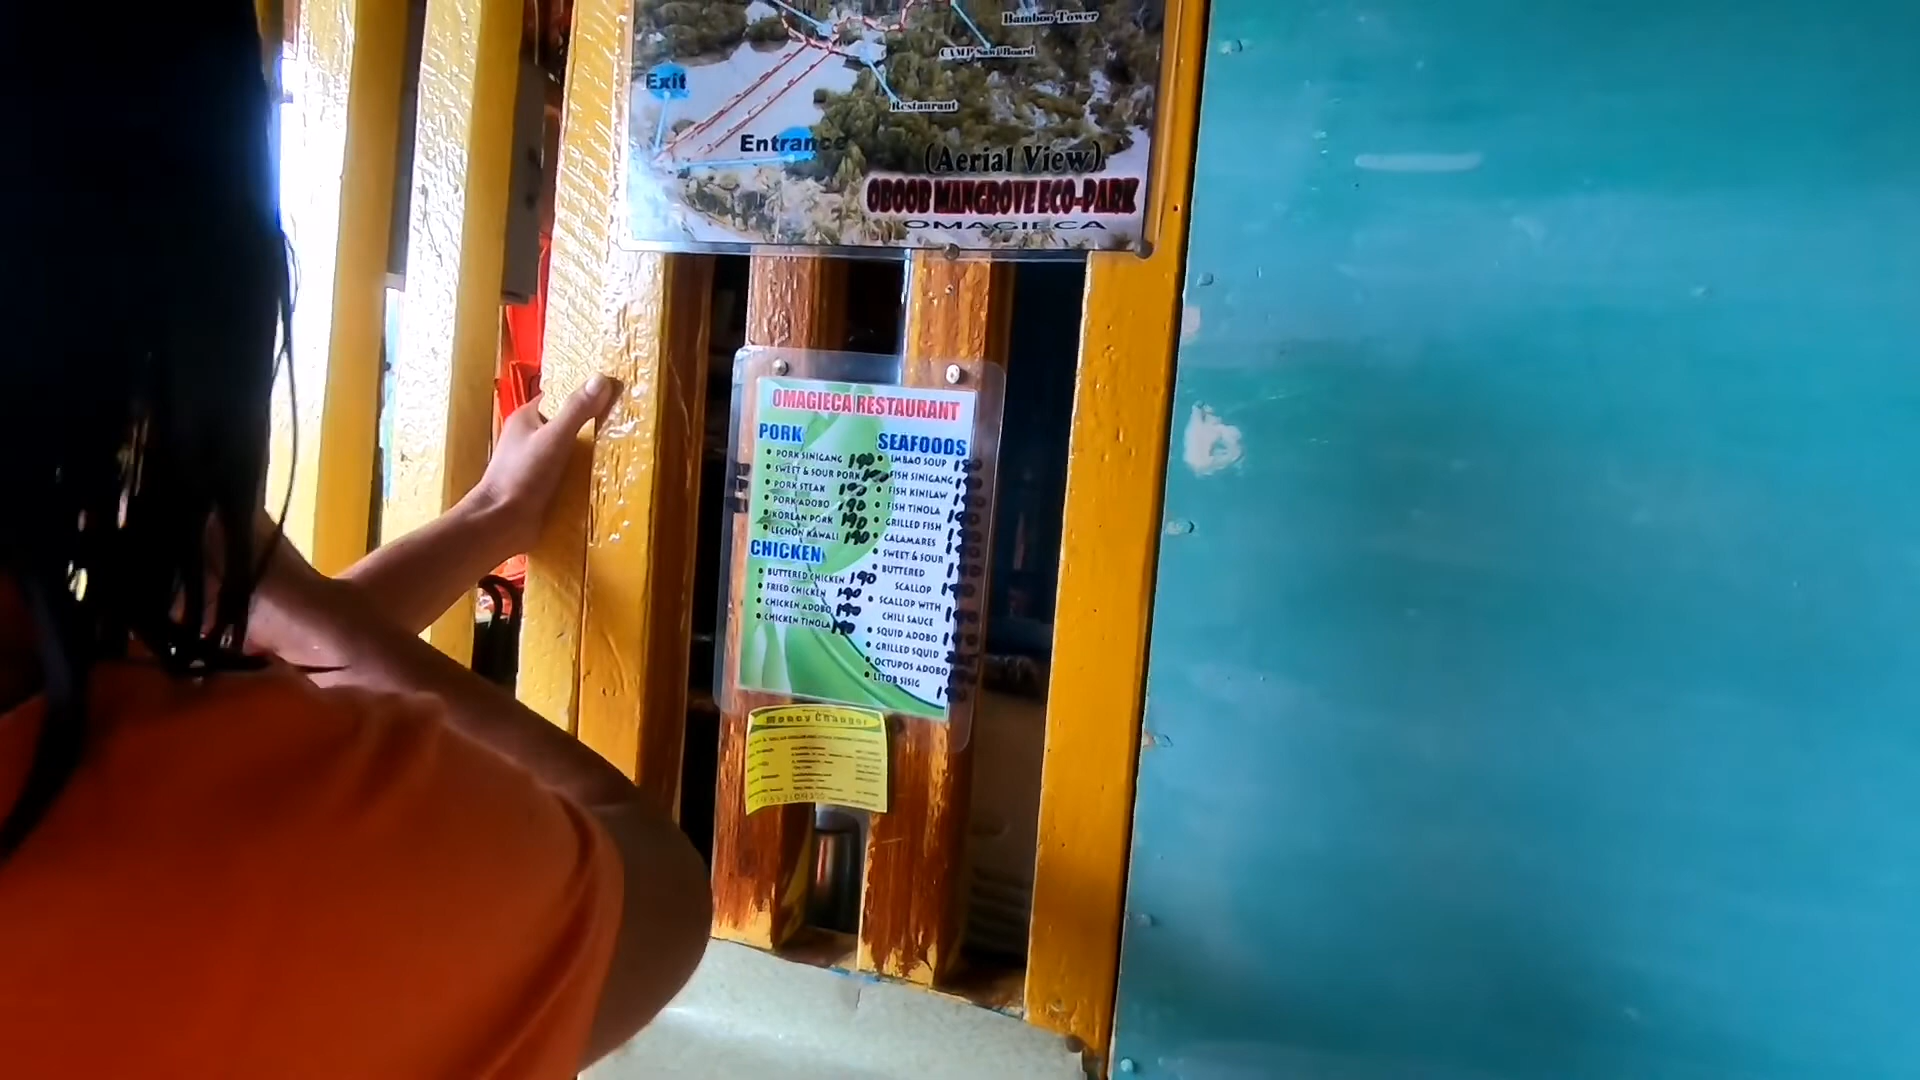 Bamboo Tower
CAMP Sawi Board
Exit
Restaurant
Entrance
(Aerial View)
OBOOB MANGROVE ECO-PARK
OMAGIECA
OMAGIECA RESTAURANT
PORK
PORK SINIGANG 190
SWEET & SOUR PORK 190
PORK STEAK 190
PORK ADOBO 190
KOREAN PORK 190
LECHON KAWALI 190
CHICKEN
BUTTERED CHICKEN 190
FRIED CHICKEN 190
CHICKEN ADOBO 190
CHICKEN TINOLA 190
SEAFOODS
IMBAO SOUP
FISH SINIGANG
FISH KINILAW
FISH TINOLA
GRILLED FISH
CALAMARES
SWEET & SOUR
BUTTERED
SCALLOP
SCALLOP WITH
CHILI SAUCE
SQUID ADOBO
GRILLED SQUID
OCTUPOS ADOBO
LITOB SISIG
Money Changer